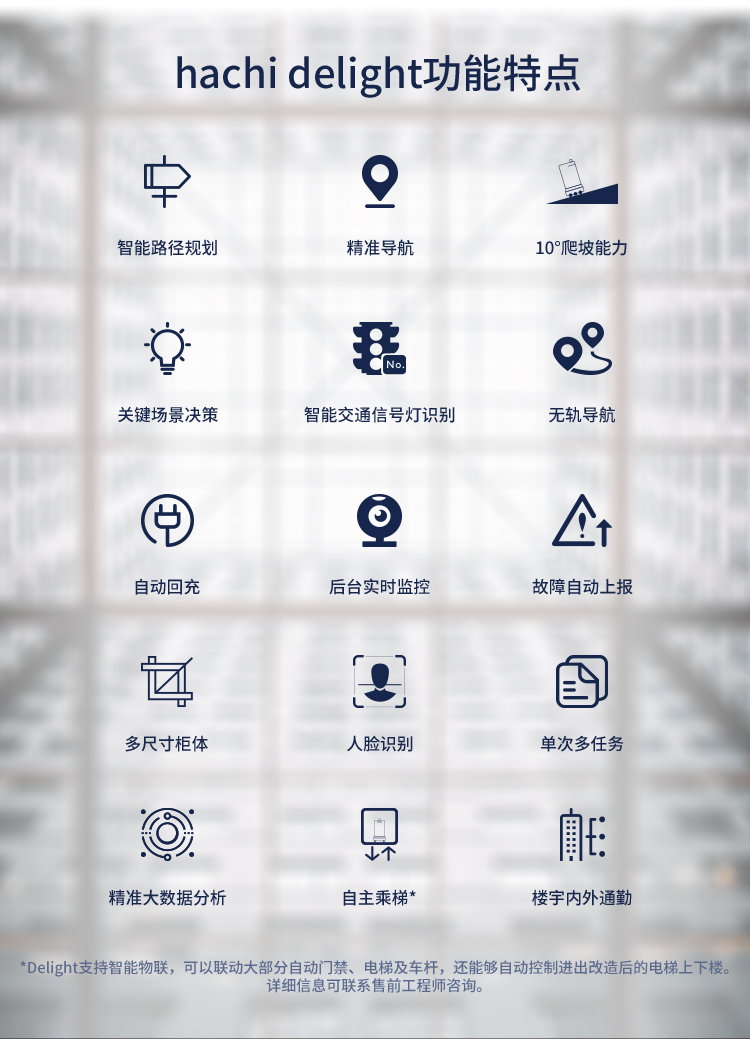 hachi delight功能特点
智能路径规划
精准导航
10°爬坡能力
No.
关键场景决策
智能交通信号灯识别
无轨导航
自动回充
后台实时监控
故障自动上报
多尺寸柜体
人脸识别
单次多任务
精准大数据分析
自主乘梯*
楼宇内外通勤
*Delight支持智能物联，可以联动大部分自动门禁、电梯及车杆，还能够自动控制进出改造后的电梯上下楼。
详细信息可联系售前工程师咨询。